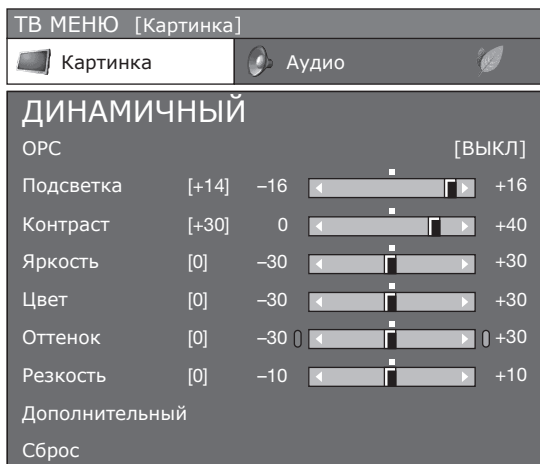 ТВ МЕНЮ [Картинка]
Картинка Аудио
ДИНАМИЧНЫЙ
OPC [ВЫКЛ]
Подсветка [+14] –16 +16
Контраст [+30] 0 +40
Яркость [0] –30 +30
Цвет [0] –30 +30
Оттенок [0] –30 +30
Резкость [0] –10 +10
Дополнительный
Сброс